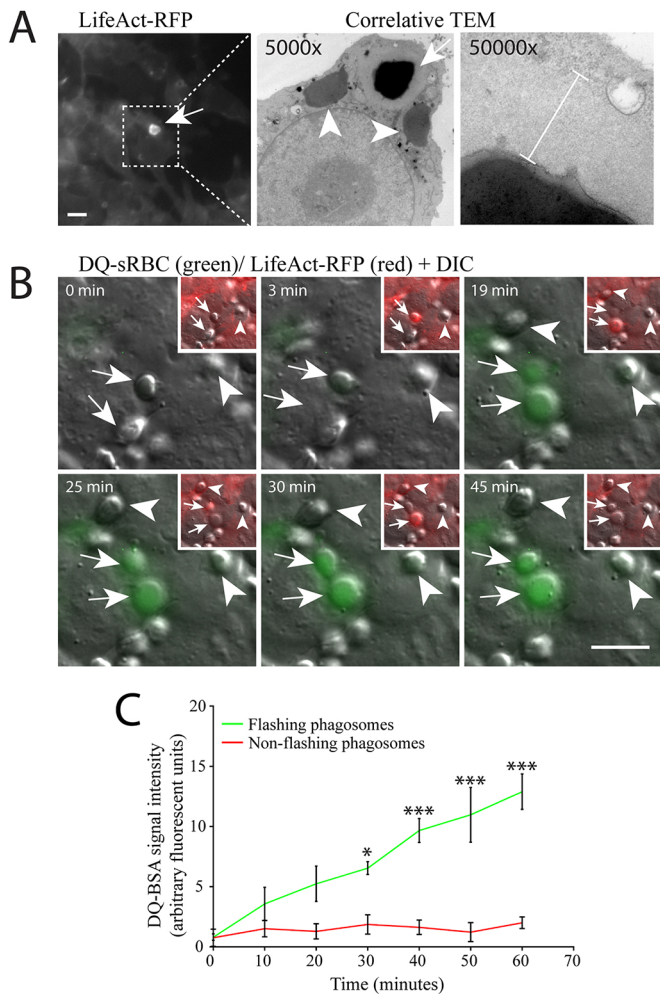 A
LifeAct-RFP
Correlative TEM
5000x
50000x
B
DQ-sRBC (green)/ LifeAct-RFP (red) + DIC
0 min
3 min
19 min
25 min
30 min
45 min
C
20
15
10
5
0
DQ-BSA signal intensity
(arbitrary fluorescent units)
Flashing phagosomes
Non-flashing phagosomes
*
***
***
***
0 10 20 30 40 50 60 70
Time (minutes)